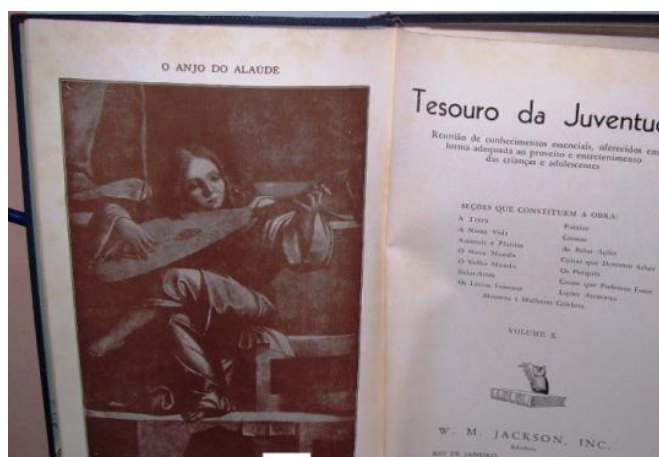 O ANJO DO ALAÚDE
Tesouro da Juventud
Reunião de conhecimentos essenciais, oferecidos em
forma adequada ao proveito e entretenimento
das crianças e adolescentes
SEÇÕES QUE CONSTITUEM A OBRA:
A Terra
A Nossa Vida
Animais e Plantas
O Novo Mundo
O Velho Mundo
Belas-Artes
Os Livros Famosos
Poesias
Contos
As Belas Ações
Coisas que Devemos Saber
Os Porquês
Coisas que Podemos Fazer
Lições Atraentes
Homens e Mulheres Célebres
VOLUME X
W. M. JACKSON, INC.
Editores
RIO DE JANEIRO